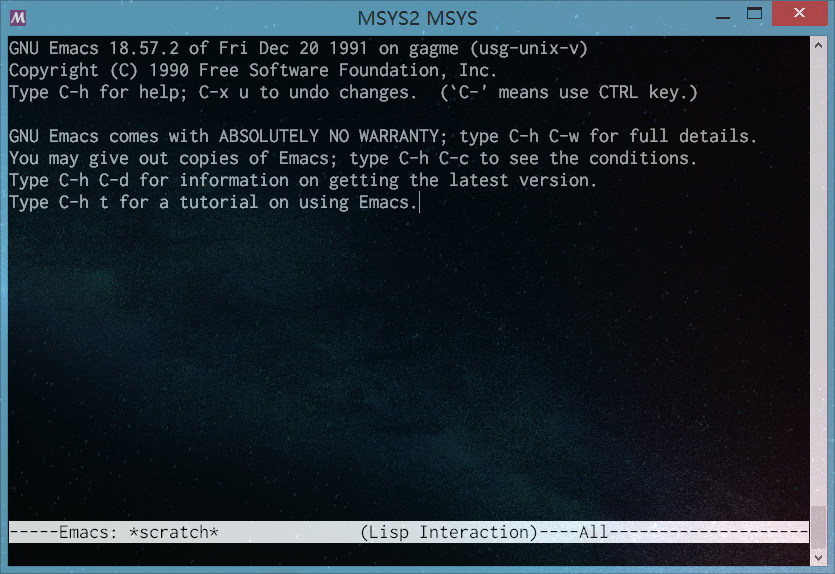 MSYS2 MSYS
GNU Emacs 18.57.2 of Fri Dec 20 1991 on gagme (usg-unix-v)
Copyright (C) 1990 Free Software Foundation, Inc.
Type C-h for help; C-x u to undo changes.  (`C-' means use CTRL key.)

GNU Emacs comes with ABSOLUTELY NO WARRANTY; type C-h C-w for full details.
You may give out copies of Emacs; type C-h C-c to see the conditions.
Type C-h C-d for information on getting the latest version.
Type C-h t for a tutorial on using Emacs.
-----Emacs: *scratch*              (Lisp Interaction)----All--------------------